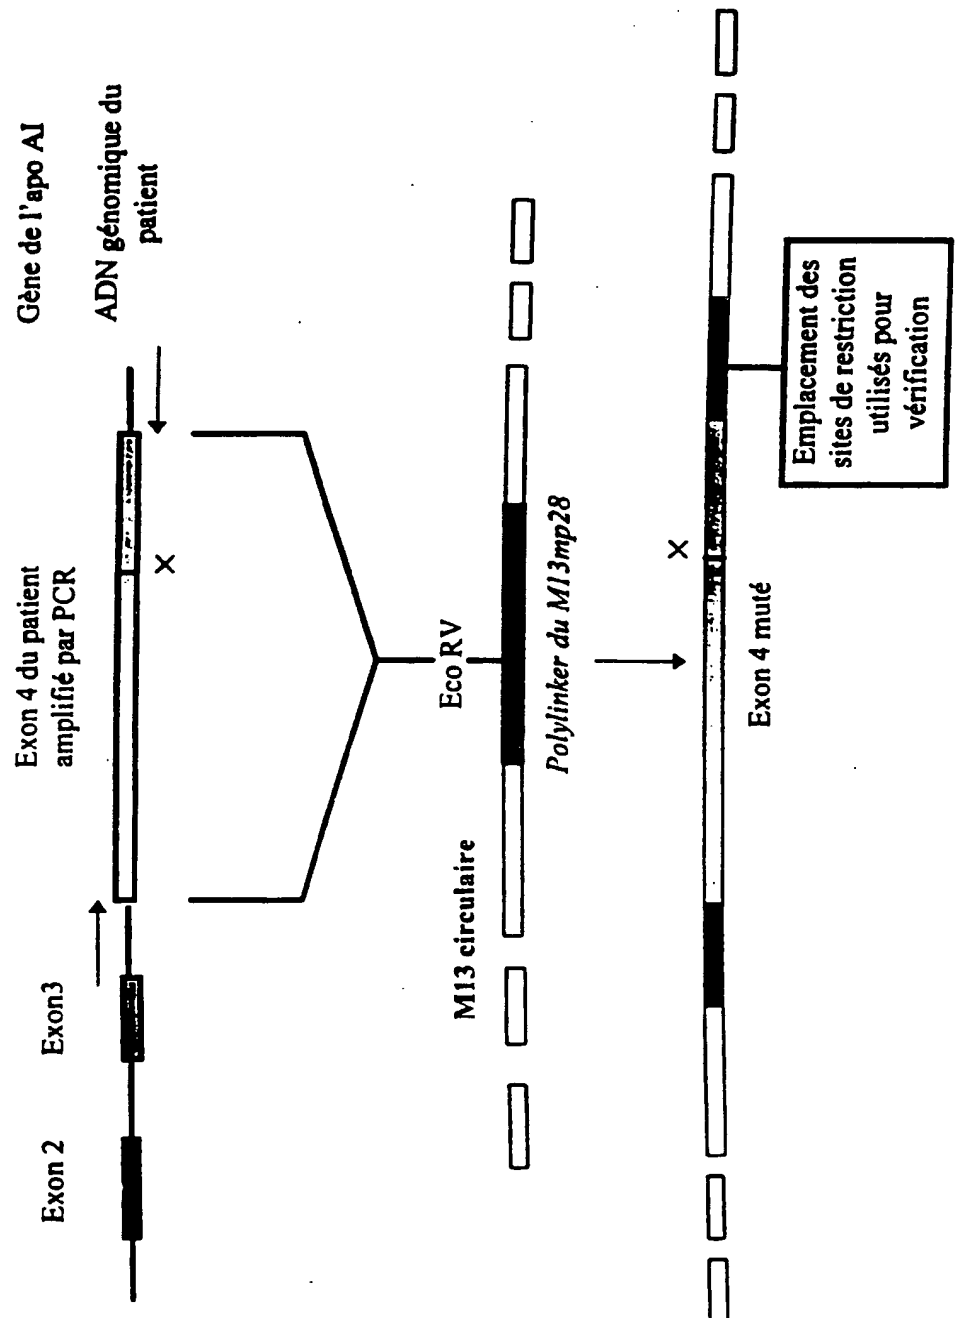 Gène de l'apo AI
ADN génomique du
patient
Exon 2
Exon3
Exon 4 du patient
amplifié par PCR
X
M13 circulaire
Eco RV
Polylinker du M13mp28
X
Exon 4 muté
Emplacement des
sites de restriction
utilisés pour
vérification